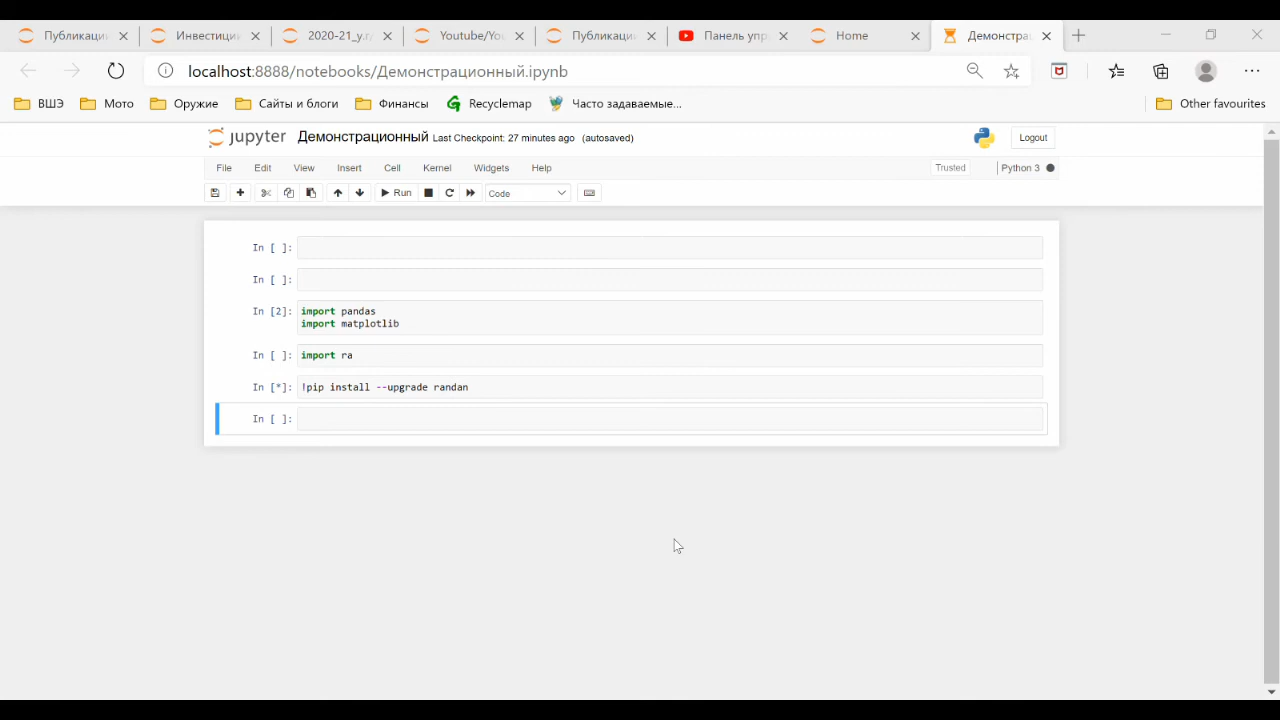 Публикаци
Инвестици
2020-21_у.г
Youtube/You
Публикаци
Панель упр
Home
Демонстра
localhost:8888/notebooks/Демонстрационный.ipynb
ВШЭ
Мото
Оружие
Сайты и блоги
Финансы
Recyclemap
Часто задаваемые...
Other favourites
jupyter Демонстрационный Last Checkpoint: 27 minutes ago (autosaved)
Logout
File Edit View Insert Cell Kernel Widgets Help
Trusted
Python 3
Run
Code
In [ ]:
In [ ]:
In [2]: import pandas
import matplotlib
In [ ]: import ra
In [*]: !pip install --upgrade randan
In [ ]: